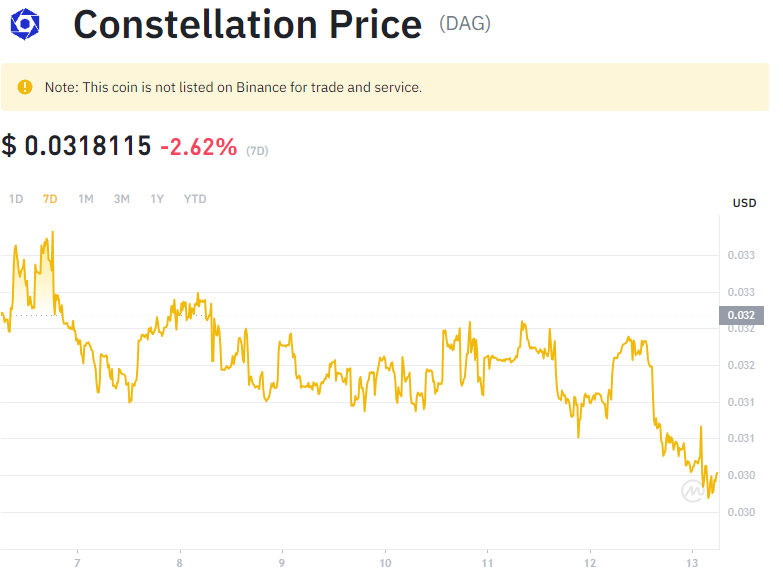 Constellation Price (DAG)
Note: This coin is not listed on Binance for trade and service.
$ 0.0318115 -2.62% (7D)
1D 7D 1M 3M 1Y YTD
USD
0.033
0.033
0.032
0.032
0.032
0.031
0.031
0.030
0.030
7 8 9 10 11 12 13